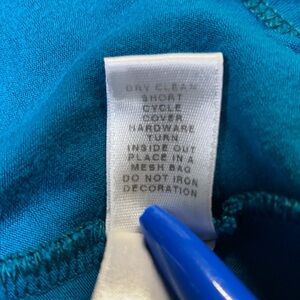 DRY CLEAN
SHORT
CYCLE
COVER
HARDWARE
TURN
INSIDE OUT
PLACE IN A
MESH BAG
DO NOT IRON
DECORATION